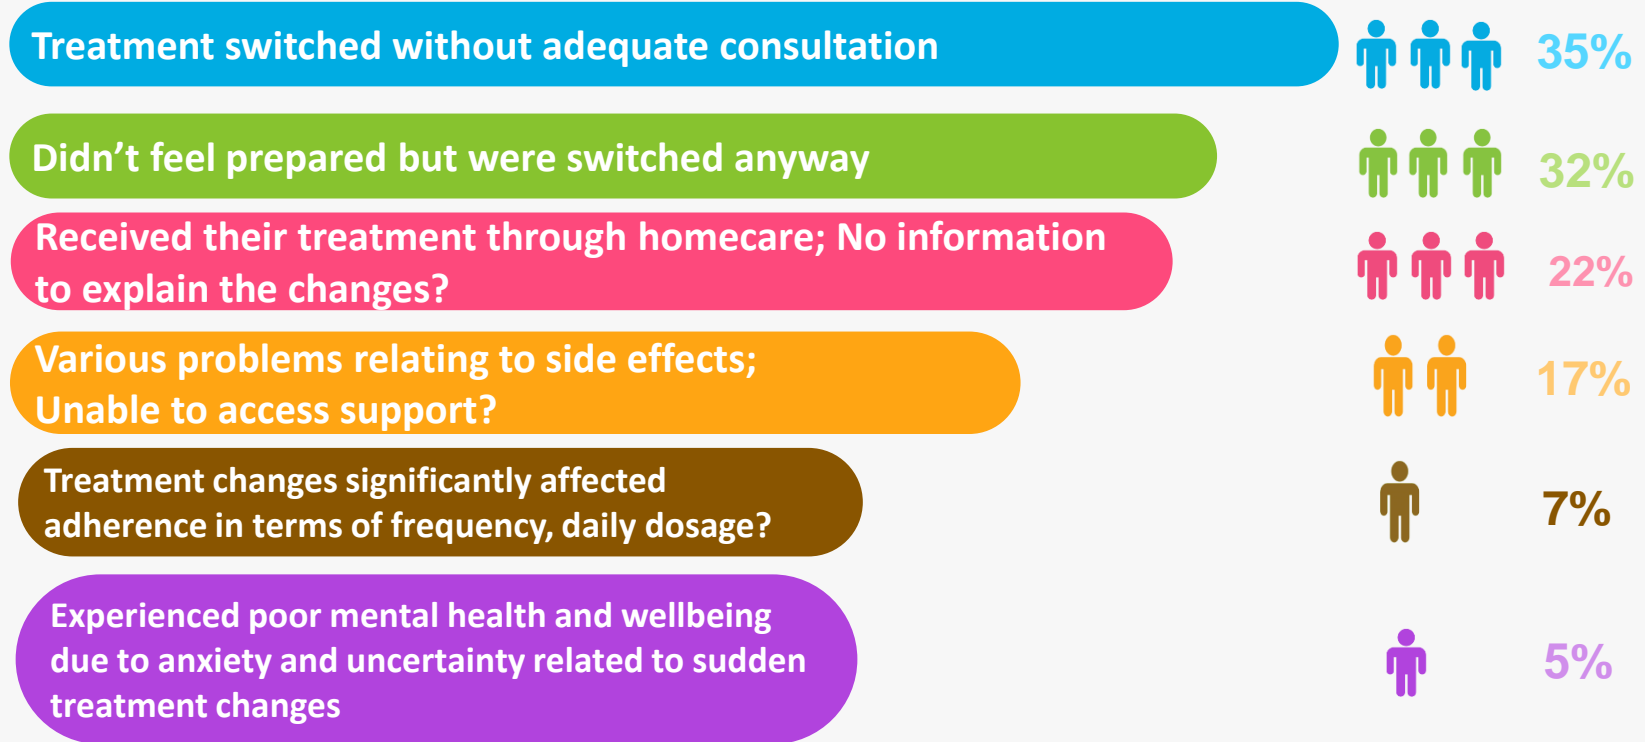 Treatment switched without adequate consultation
35%
Didn’t feel prepared but were switched anyway
32%
Received their treatment through homecare; No information
to explain the changes?
22%
Various problems relating to side effects;
Unable to access support?
17%
Treatment changes significantly affected
adherence in terms of frequency, daily dosage?
7%
Experienced poor mental health and wellbeing
due to anxiety and uncertainty related to sudden
treatment changes
5%